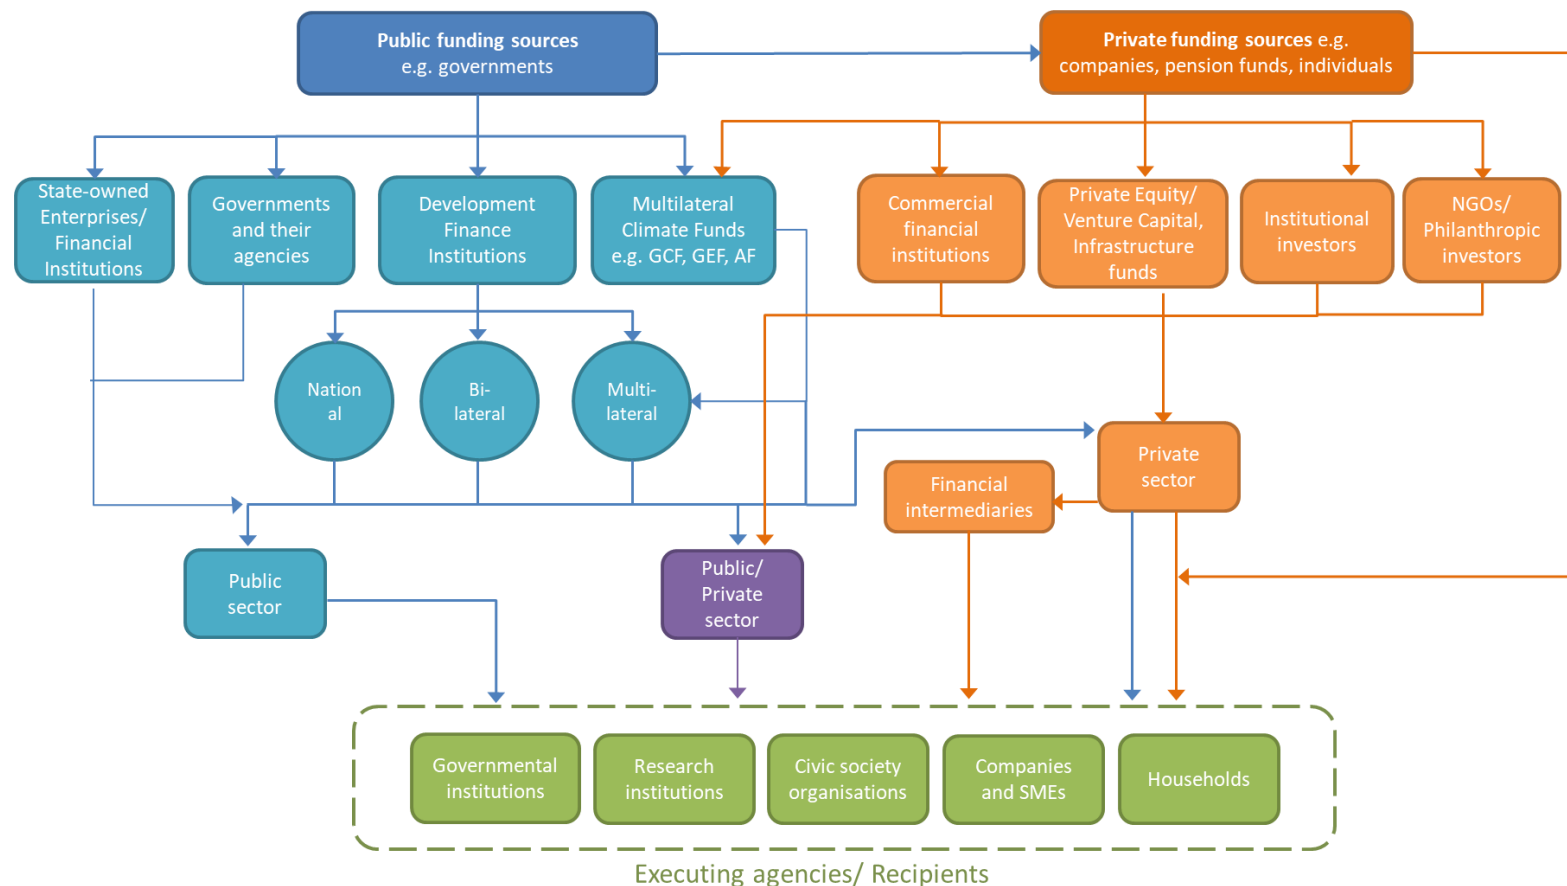 Public funding sources
e.g. governments
Private funding sources e.g.
companies, pension funds, individuals
State-owned
Enterprises/
Financial
Institutions
Governments
and their
agencies
Development
Finance
Institutions
Multilateral
Climate Funds
e.g. GCF, GEF, AF
Commercial
financial
institutions
Private Equity/
Venture Capital,
Infrastructure
funds
Institutional
investors
NGOs/
Philanthropic
investors
Nation
al
Bi-
lateral
Multi-
lateral
Private
sector
Financial
intermediaries
Public
sector
Public/
Private
sector
Governmental
institutions
Research
institutions
Civic society
organisations
Companies
and SMEs
Households
Executing agencies/ Recipients